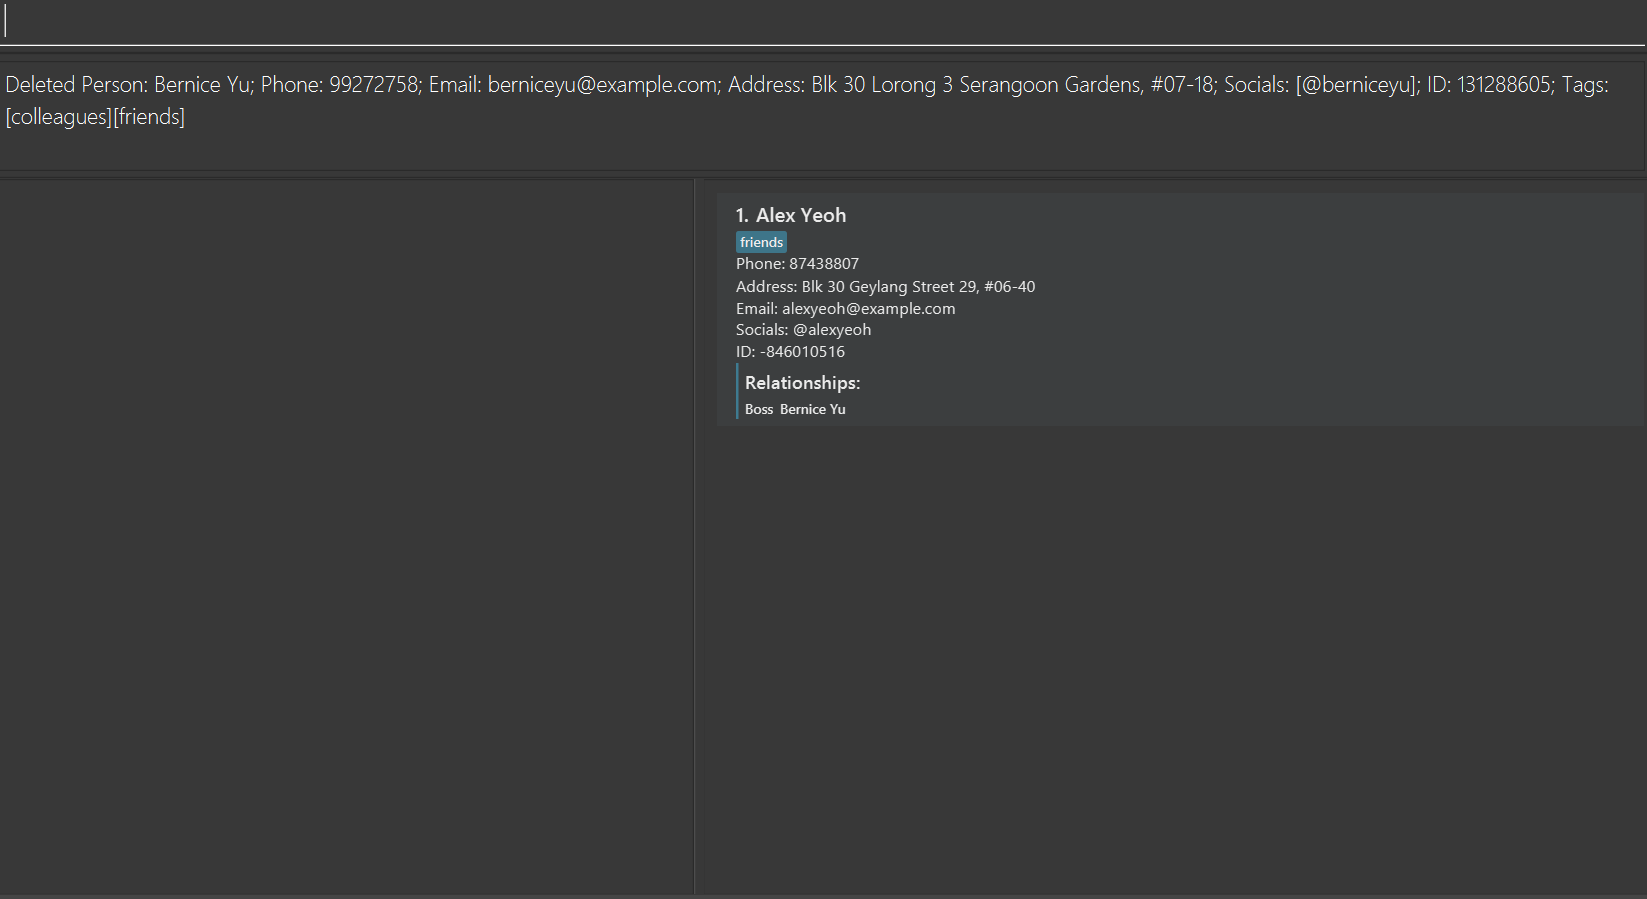 Deleted Person: Bernice Yu; Phone: 99272758; Email: berniceyu@example.com; Address: Blk 30 Lorong 3 Serangoon Gardens, #07-18; Socials: [@berniceyu]; ID: 131288605; Tags:
[colleagues][friends]
1. Alex Yeoh
friends
Phone: 87438807
Address: Blk 30 Geylang Street 29, #06-40
Email: alexyeoh@example.com
Socials: @alexyeoh
ID: -846010516
Relationships:
Boss Bernice Yu